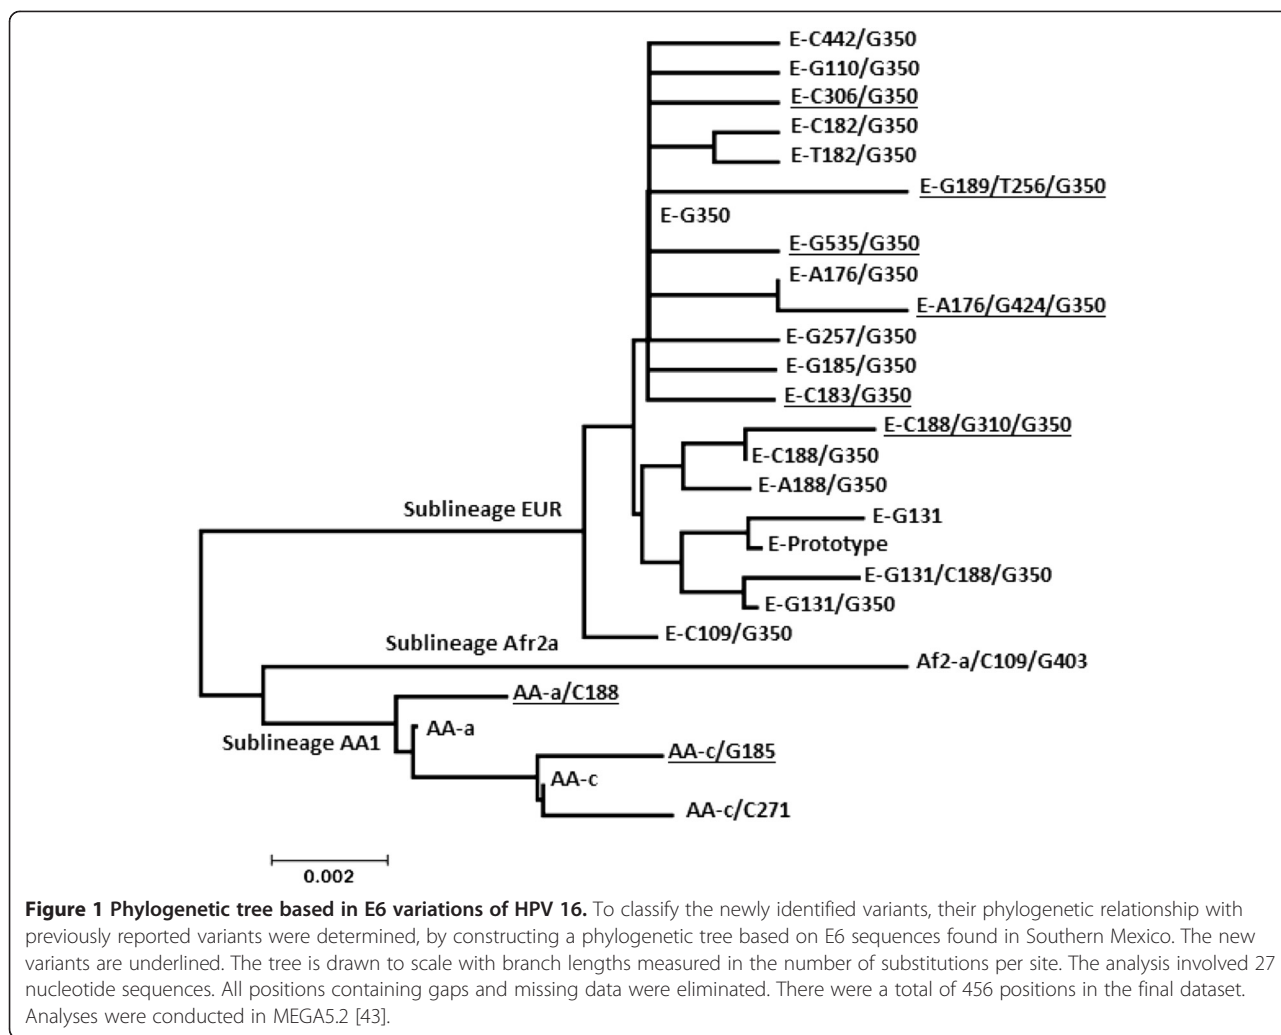 E-C442/G350
E-G110/G350
E-C306/G350
E-C182/G350
E-T182/G350
E-G189/T256/G350
E-G350
E-G535/G350
E-A176/G350
E-A176/G424/G350
E-G257/G350
E-G185/G350
E-C183/G350
E-C188/G310/G350
E-C188/G350
E-A188/G350
Sublineage EUR
E-G131
E-Prototype
E-G131/C188/G350
E-G131/G350
E-C109/G350
Sublineage Afr2a
Af2-a/C109/G403
AA-a/C188
AA-a
Sublineage AA1
AA-c/G185
AA-c
AA-c/C271
0.002
Figure 1 Phylogenetic tree based in E6 variations of HPV 16. To classify the newly identified variants, their phylogenetic relationship with
previously reported variants were determined, by constructing a phylogenetic tree based on E6 sequences found in Southern Mexico. The new
variants are underlined. The tree is drawn to scale with branch lengths measured in the number of substitutions per site. The analysis involved 27
nucleotide sequences. All positions containing gaps and missing data were eliminated. There were a total of 456 positions in the final dataset.
Analyses were conducted in MEGA5.2 [43].